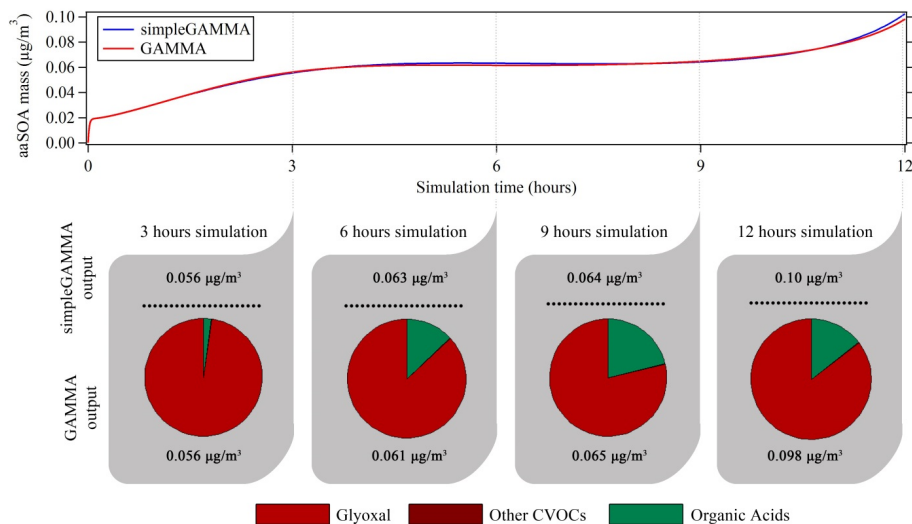 0.10
0.08
0.06
0.04
0.02
0.00
aaSOA mass (µg/m³)
simpleGAMMA
GAMMA
0 3 6 9 12
Simulation time (hours)
3 hours simulation 6 hours simulation 9 hours simulation 12 hours simulation
simpleGAMMA
output
0.056 µg/m³ 0.063 µg/m³ 0.064 µg/m³ 0.10 µg/m³
GAMMA
output
0.056 µg/m³ 0.061 µg/m³ 0.065 µg/m³ 0.098 µg/m³
Glyoxal Other CVOCs Organic Acids